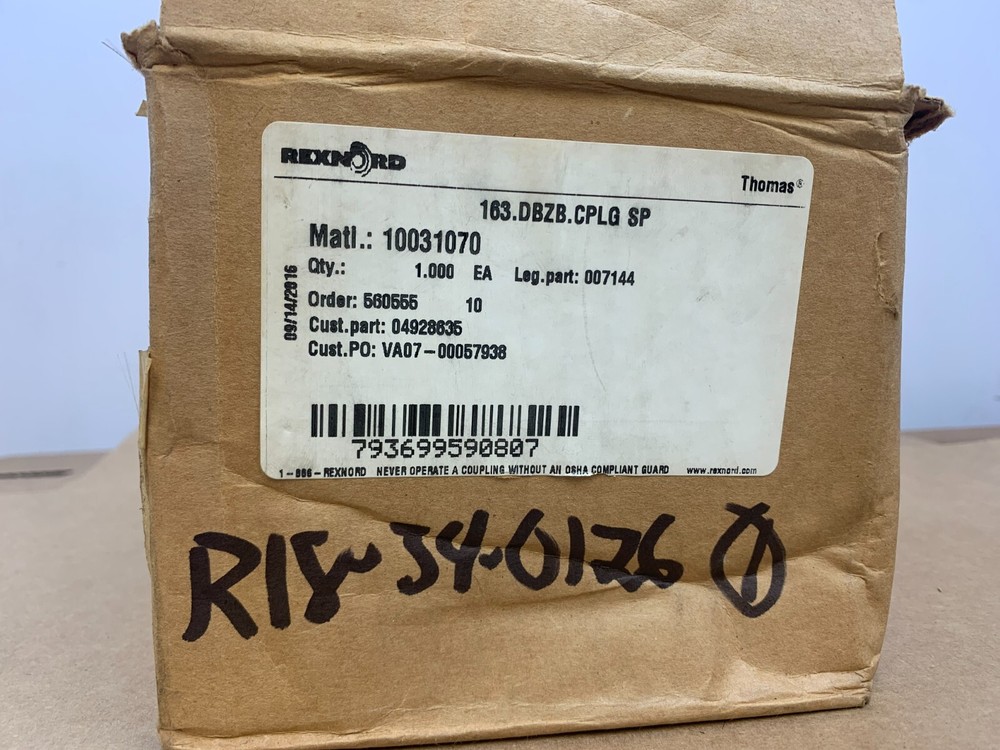 REXNORD
Thomas®
163.DBZB.CPLG SP
Matl.: 10031070
Qty.: 1.000 EA Leg.part: 007144
09/14/2016
Order: 560555 10
Cust.part: 04928635
Cust.PO: VA07-00057938
793699590807
1-866-REXNORD NEVER OPERATE A COUPLING WITHOUT AN OSHA COMPLIANT GUARD www.rexnord.com
R18-34-0126 1